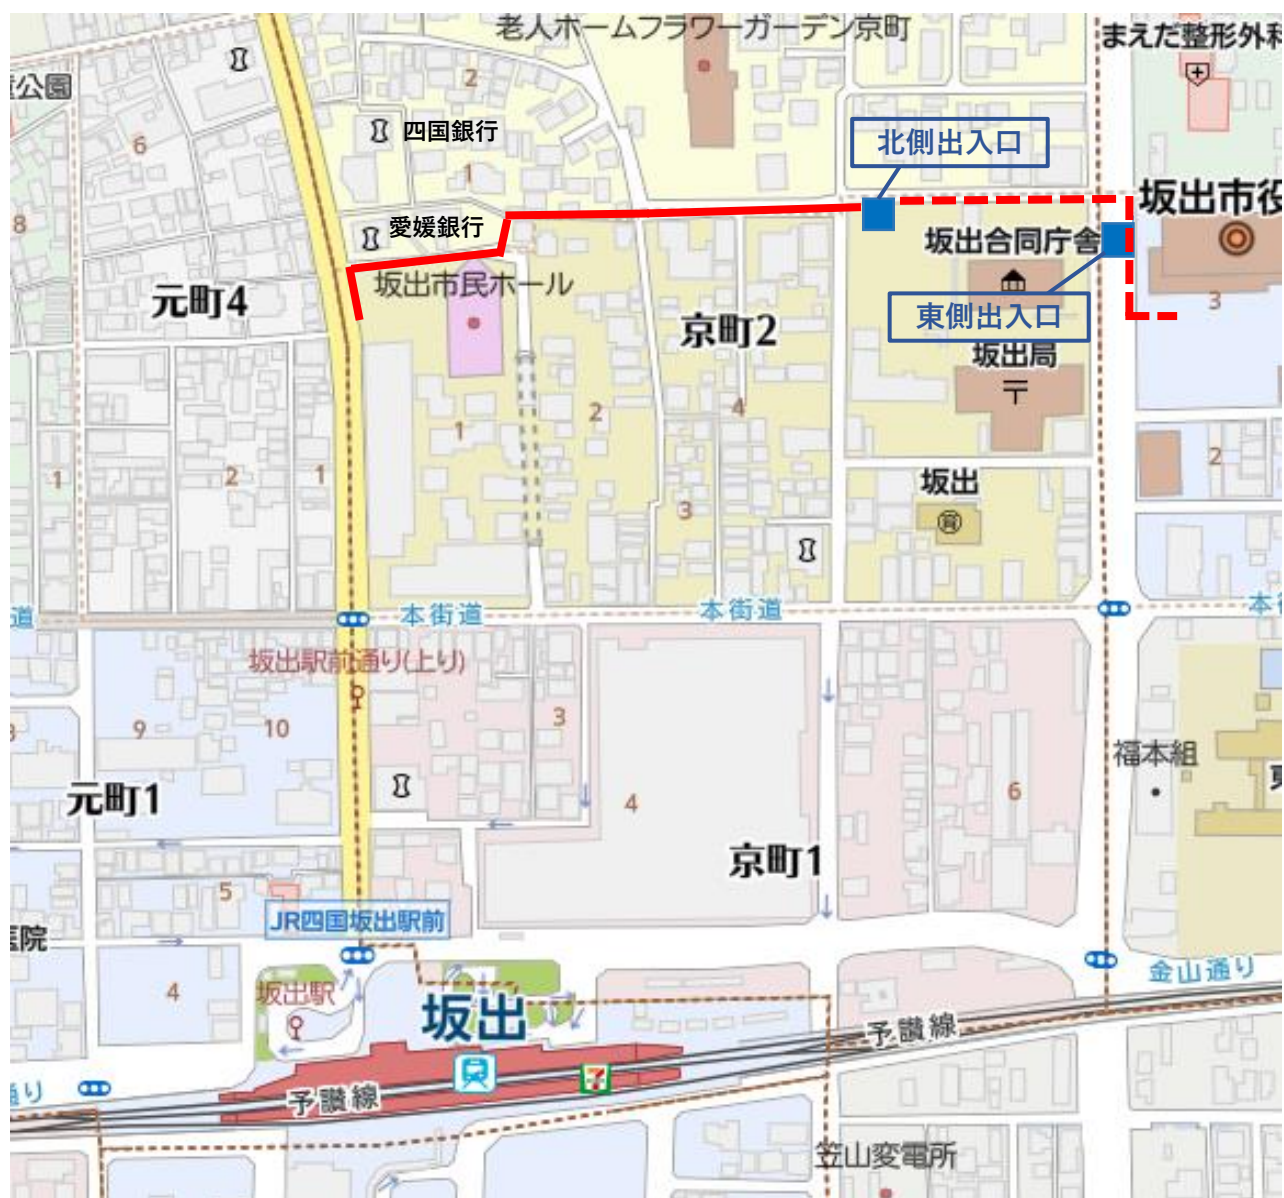 老人ホームフラワーガーデン京町
まえだ整形外科
公園
2
四国銀行
北側出入口
6
1
坂出市役
8
愛媛銀行
坂出合同庁舎
坂出市民ホール
元町4
東側出入口
3
京町2
坂出局
2
4
1
1
2
1
2
坂出
3
道
本街道
本街道
本街
坂出駅前通り(上り)
3
9
10
福本組
元町1
4
6
京町1
5
JR四国坂出駅前
医院
4
坂出駅
坂出
金山通り
予讃線
通り
予讃線
笠山変電所